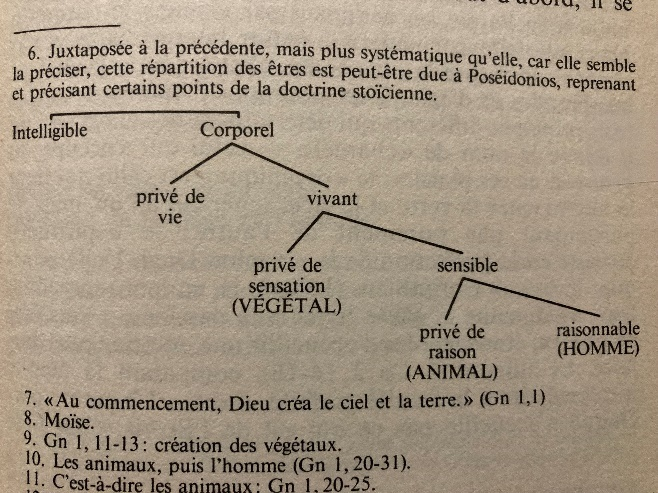 d'abord, il se
6. Juxtaposée à la précédente, mais plus systématique qu'elle, car elle semble
la préciser, cette répartition des êtres est peut-être due à Poséidonios, reprenant
et précisant certains points de la doctrine stoïcienne.
Intelligible Corporel
privé de
vie
vivant
privé de
sensation
(VÉGÉTAL)
sensible
privé de
raison
(ANIMAL)
raisonnable
(HOMME)
7. «Au commencement, Dieu créa le ciel et la terre.» (Gn 1,1)
8. Moïse.
9. Gn 1, 11-13: création des végétaux.
10. Les animaux, puis l'homme (Gn 1, 20-31).
11. C'est-à-dire les animaux: Gn 1, 20-25.